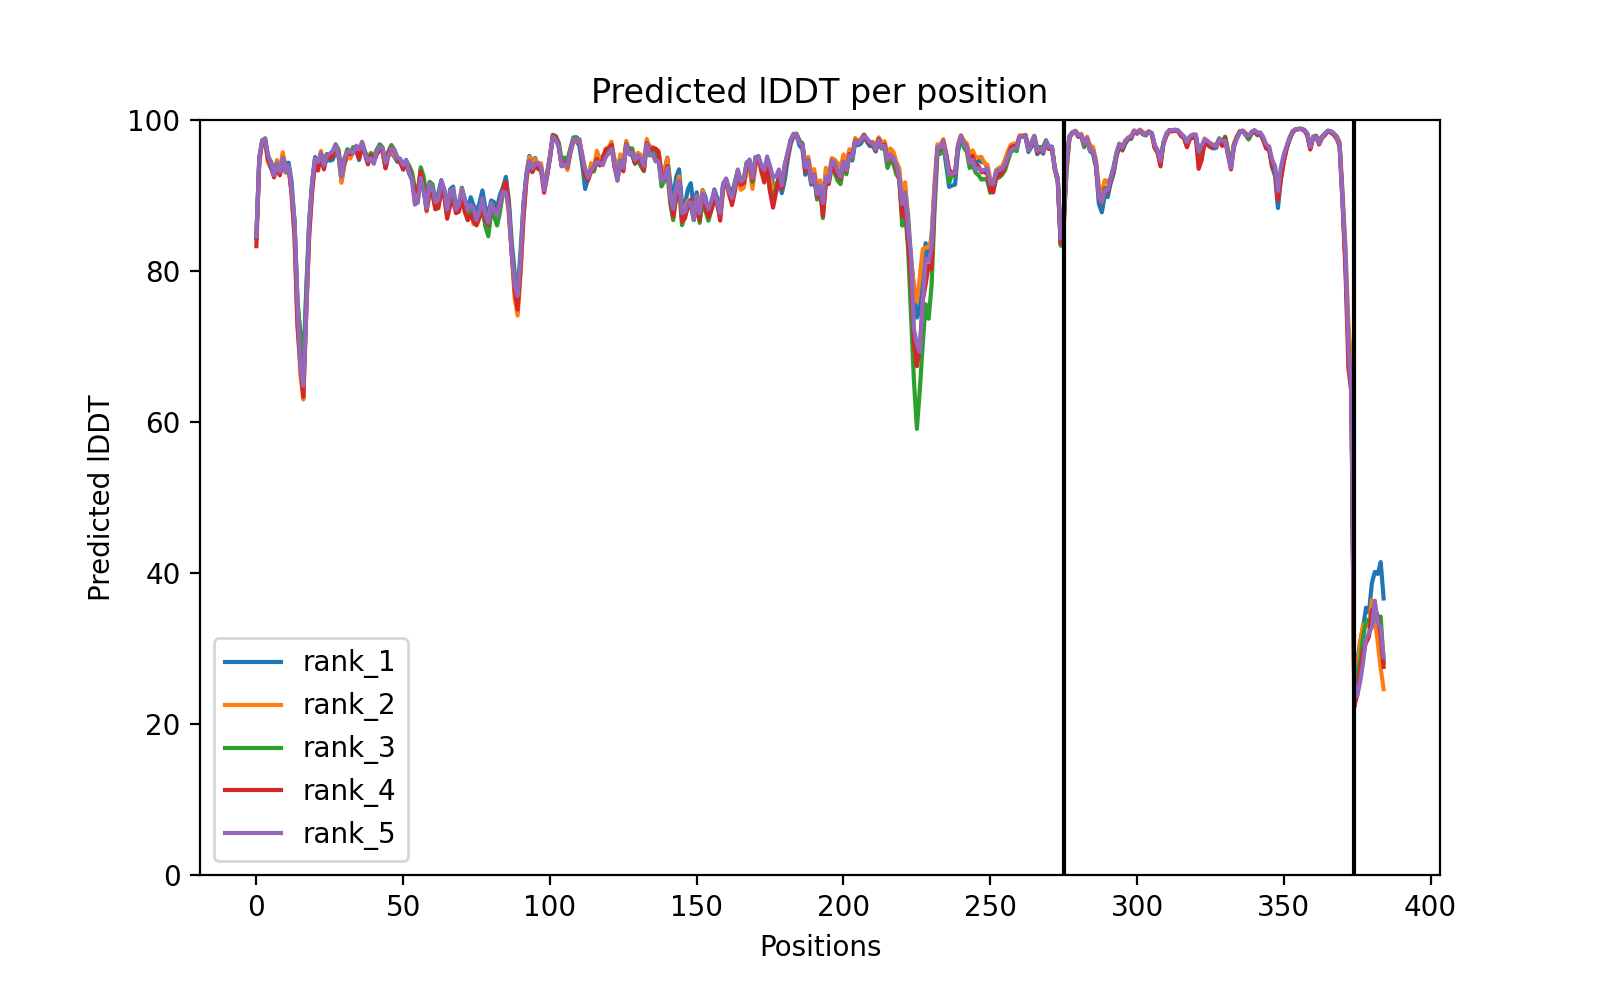 Predicted lDDT per position
Predicted lDDT
100
80
60
40
20
0
rank_1
rank_2
rank_3
rank_4
rank_5
0 50 100 150 200 250 300 350 400
Positions